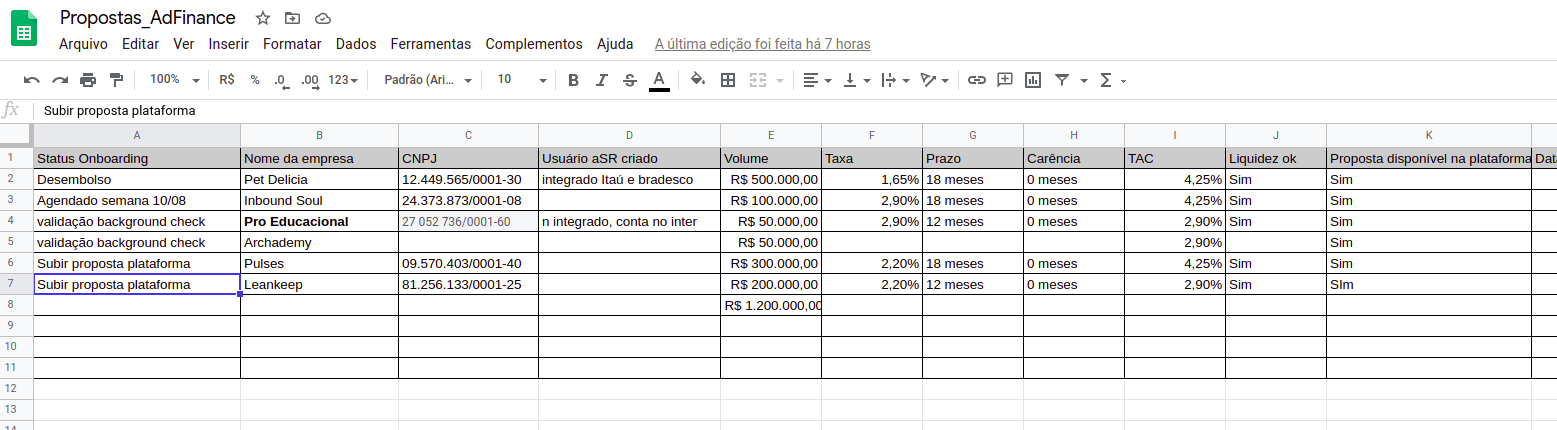 Propostas_AdFinance
Arquivo Editar Ver Inserir Formatar Dados Ferramentas Complementos Ajuda A última edição foi feita há 7 horas
100% R$ % .0 .00 123 Padrão (Ari... 10 B I S A Σ
fx Subir proposta plataforma
A B C D E F G H I J K
1 Status Onboarding Nome da empresa CNPJ Usuário aSR criado Volume Taxa Prazo Carência TAC Liquidez ok Proposta disponível na plataforma Data
2 Desembolso Pet Delicia 12.449.565/0001-30 integrado Itaú e bradesco R$ 500.000,00 1,65% 18 meses 0 meses 4,25% Sim Sim
3 Agendado semana 10/08 Inbound Soul 24.373.873/0001-08 R$ 100.000,00 2,90% 18 meses 0 meses 4,25% Sim Sim
4 validação background check Pro Educacional 27 052 736/0001-60 n integrado, conta no inter R$ 50.000,00 2,90% 12 meses 0 meses 2,90% Sim Sim
5 validação background check Archademy R$ 50.000,00 2,90% Sim
6 Subir proposta plataforma Pulses 09.570.403/0001-40 R$ 300.000,00 2,20% 18 meses 0 meses 4,25% Sim Sim
7 Subir proposta plataforma Leankeep 81.256.133/0001-25 R$ 200.000,00 2,20% 12 meses 0 meses 2,90% Sim SIm
8 R$ 1.200.000,00
9
10
11
12
13
14